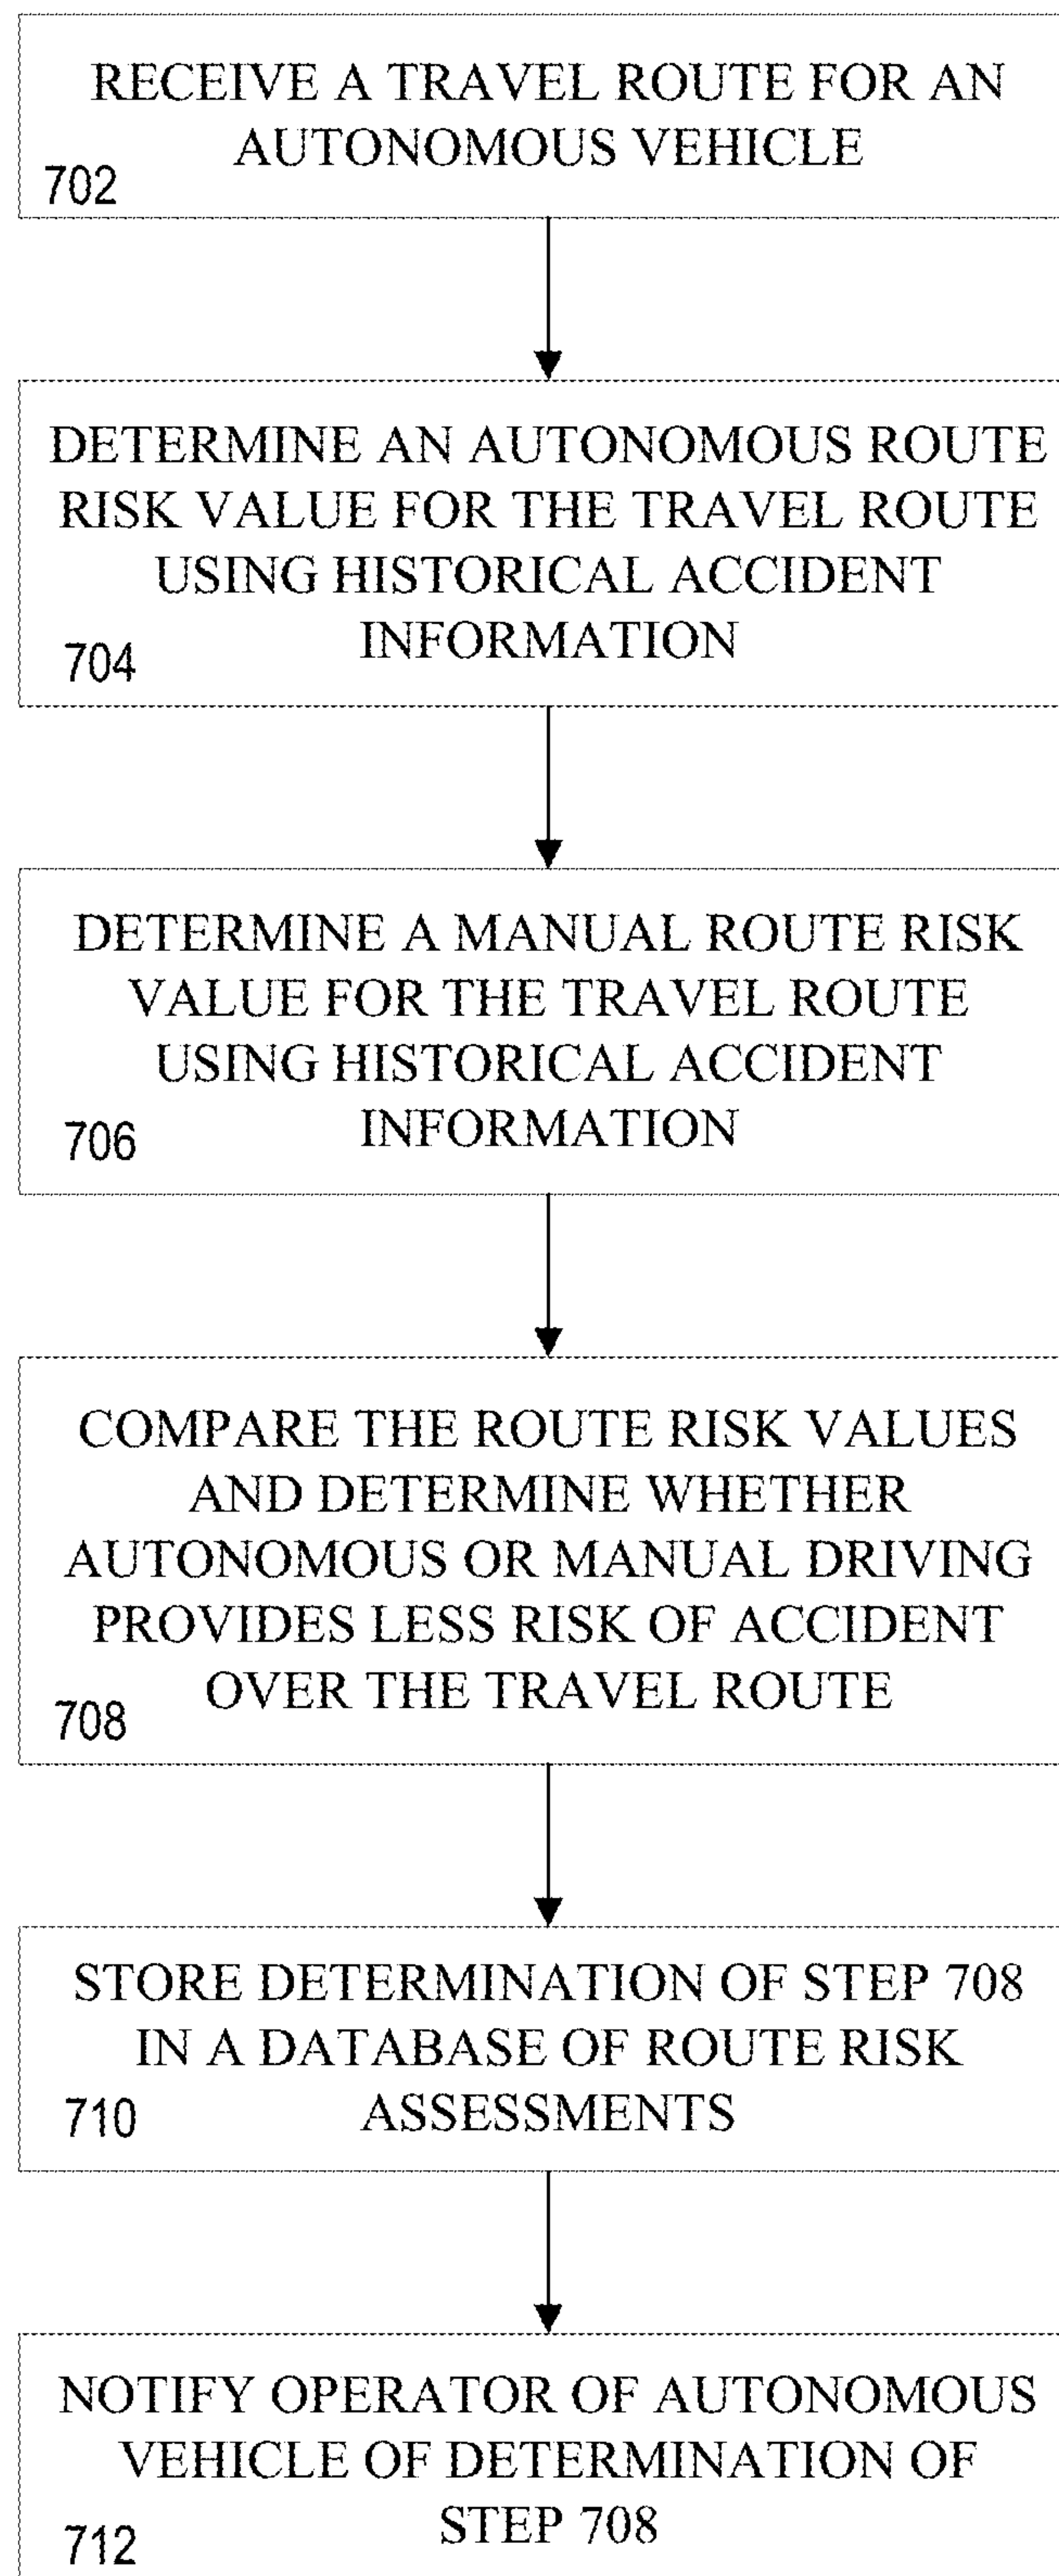 RECEIVE A TRAVEL ROUTE FOR AN
AUTONOMOUS VEHICLE
702
DETERMINE AN AUTONOMOUS ROUTE
RISK VALUE FOR THE TRAVEL ROUTE
USING HISTORICAL ACCIDENT
INFORMATION
704
DETERMINE A MANUAL ROUTE RISK
VALUE FOR THE TRAVEL ROUTE
USING HISTORICAL ACCIDENT
INFORMATION
706
COMPARE THE ROUTE RISK VALUES
AND DETERMINE WHETHER
AUTONOMOUS OR MANUAL DRIVING
PROVIDES LESS RISK OF ACCIDENT
OVER THE TRAVEL ROUTE
708
STORE DETERMINATION OF STEP 708
IN A DATABASE OF ROUTE RISK
ASSESSMENTS
710
NOTIFY OPERATOR OF AUTONOMOUS
VEHICLE OF DETERMINATION OF
STEP 708
712